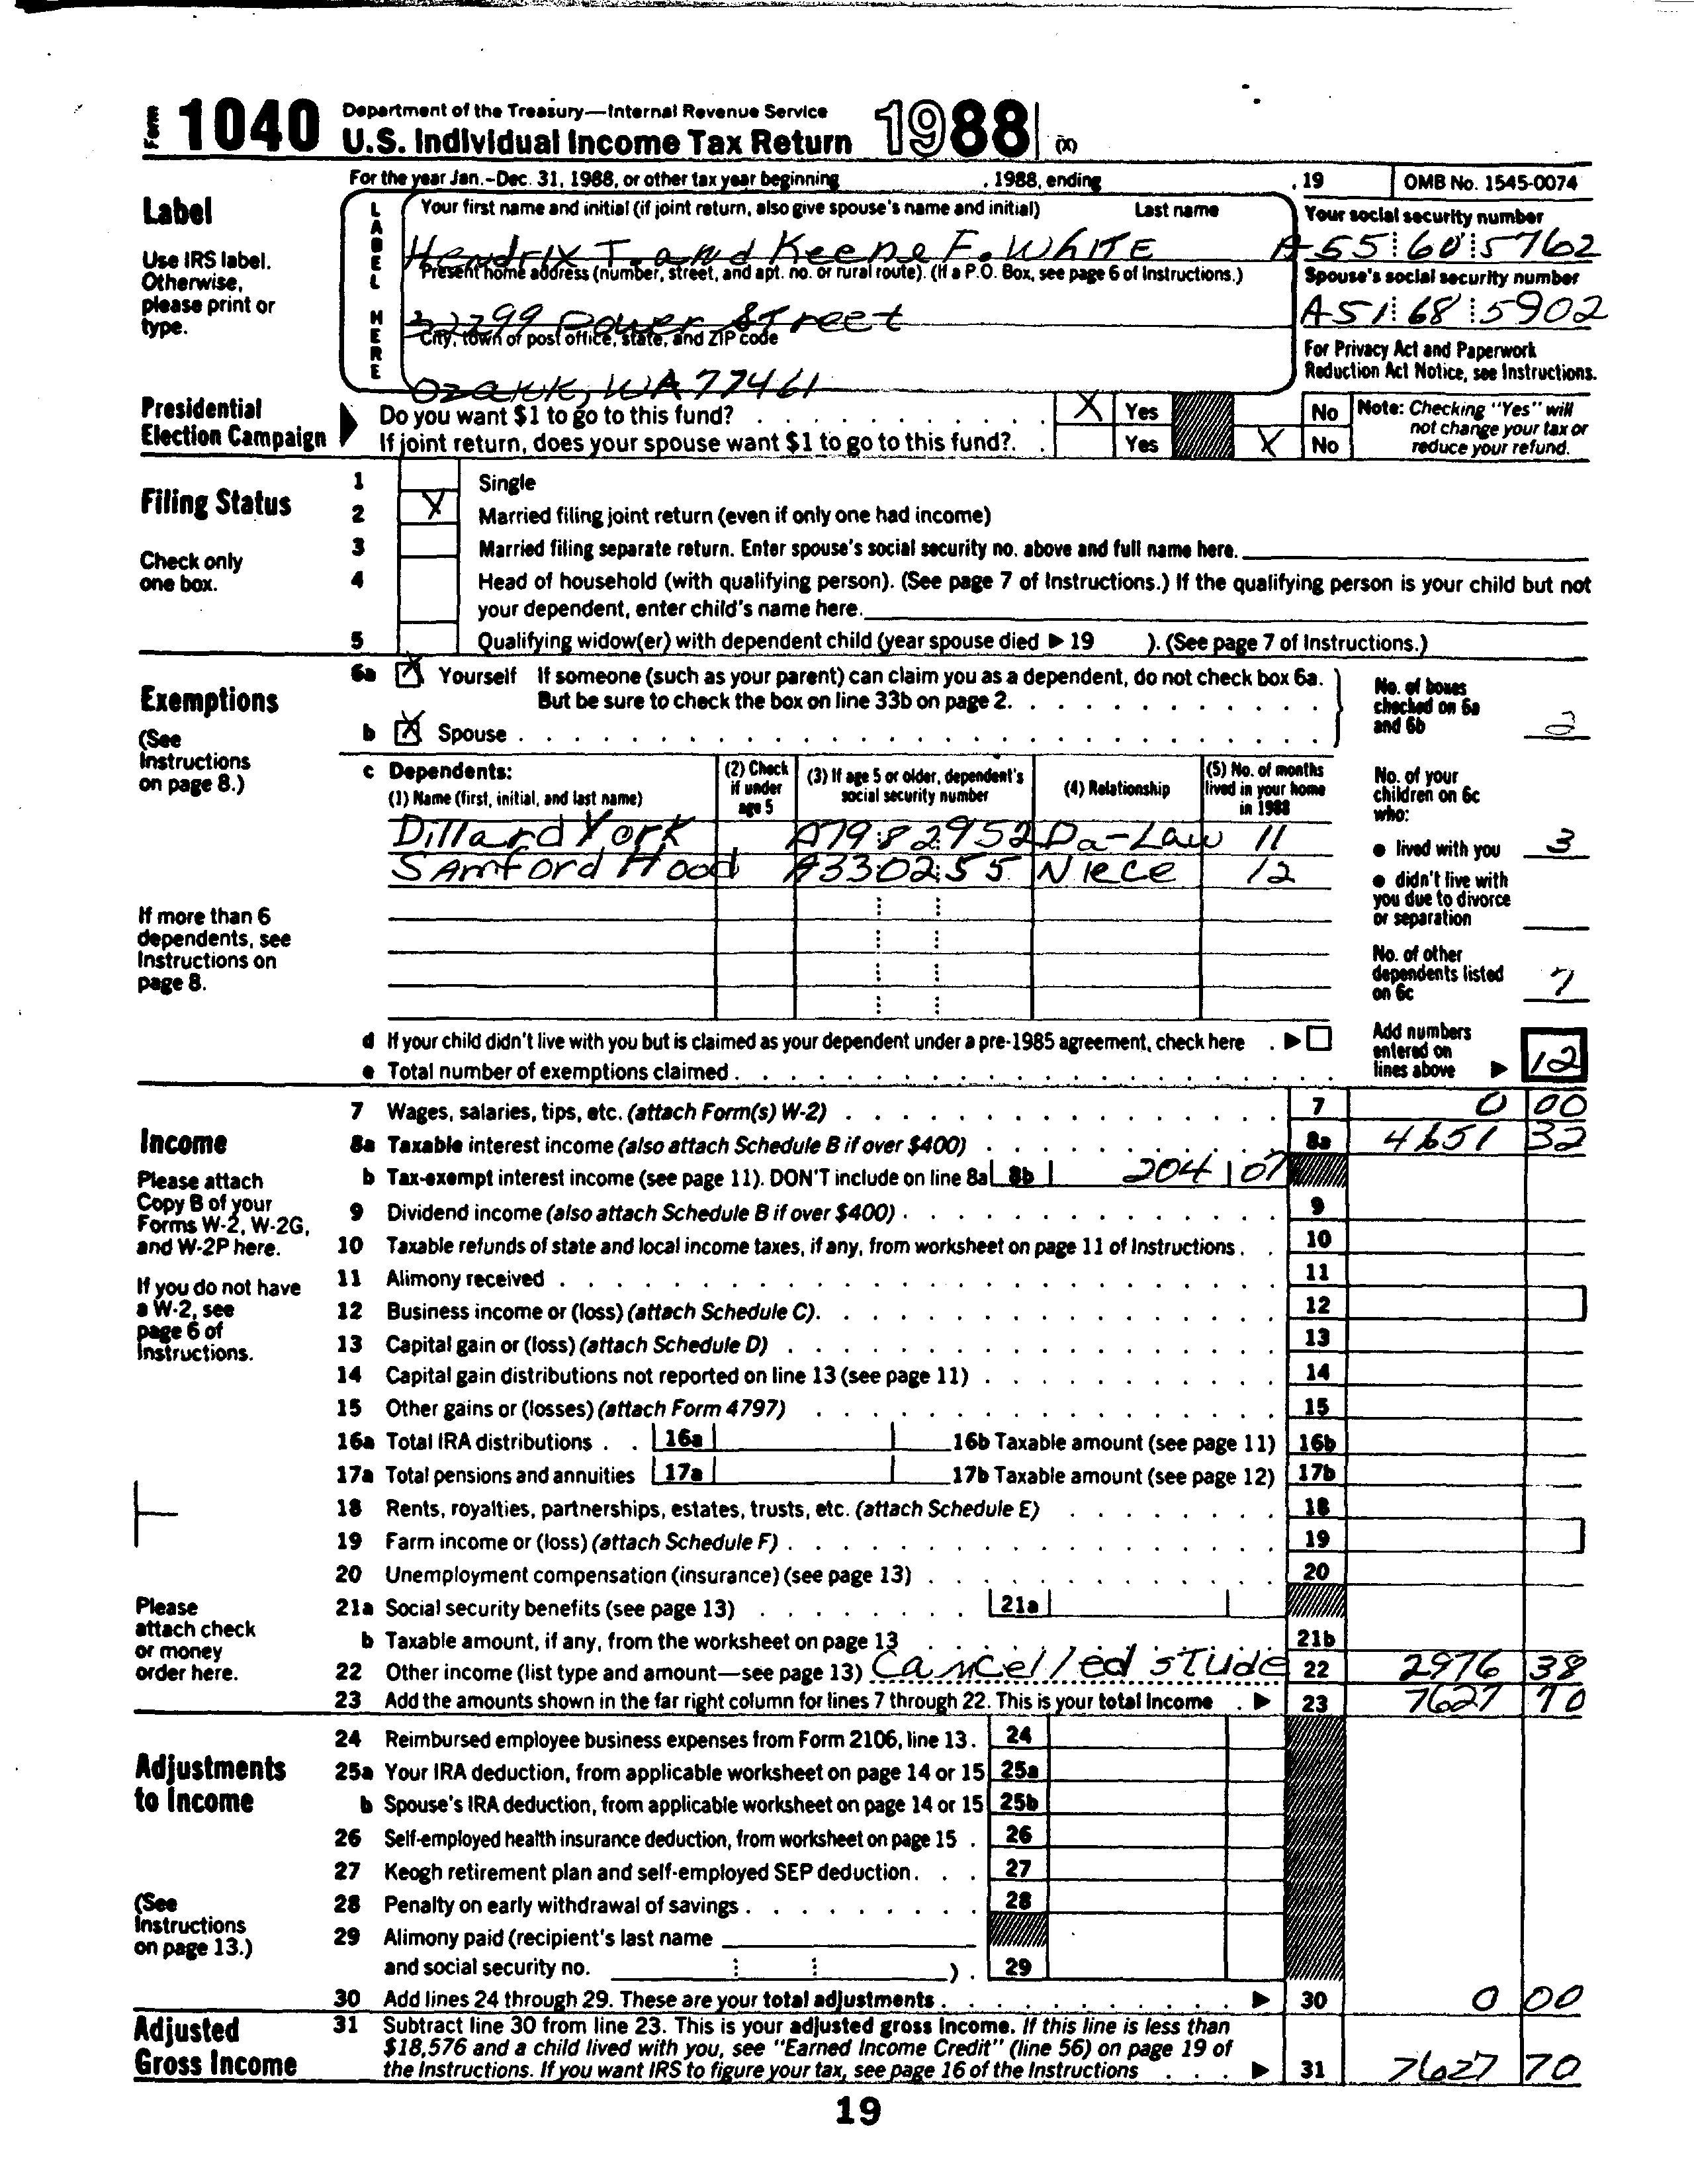 Form 1040 Department of the Treasury—Internal Revenue Service
U.S. Individual Income Tax Return 1988 (X)
For the year Jan.–Dec. 31, 1988, or other tax year beginning , 1988, ending , 19 OMB No. 1545-0074
Label
Use IRS label. Otherwise, please print or type.
LABEL HERE
Your first name and initial (if joint return, also give spouse's name and initial) Last name
Hendrix T. and Keene F. White
Your social security number
A55 60 5762
Present home address (number, street, and apt. no. or rural route). (If a P.O. Box, see page 6 of Instructions.)
32299 Power Street
Spouse's social security number
A51 68 5902
City, town or post office, state, and ZIP code
Ozark, WA 77461
For Privacy Act and Paperwork Reduction Act Notice, see Instructions.
Presidential Election Campaign
Do you want $1 to go to this fund? X Yes No
If joint return, does your spouse want $1 to go to this fund?. Yes X No
Note: Checking "Yes" will not change your tax or reduce your refund.
Filing Status
Check only one box.
1 Single
2 X Married filing joint return (even if only one had income)
3 Married filing separate return. Enter spouse's social security no. above and full name here.
4 Head of household (with qualifying person). (See page 7 of Instructions.) If the qualifying person is your child but not
your dependent, enter child's name here.
5 Qualifying widow(er) with dependent child (year spouse died ▶ 19 ). (See page 7 of Instructions.)
Exemptions
(See Instructions on page 8.)
6a X Yourself If someone (such as your parent) can claim you as a dependent, do not check box 6a.
But be sure to check the box on line 33b on page 2.
b X Spouse
No. of boxes checked on 6a and 6b 2
c Dependents:
(1) Name (first, initial, and last name) (2) Check if under age 5 (3) If age 5 or older, dependent's social security number (4) Relationship (5) No. of months lived in your home in 1988
Dillard York A79 82952 Da-Law 11
SAmford Hood A330255 Niece 12
No. of your children on 6c who:
● lived with you 3
● didn't live with you due to divorce or separation
No. of other dependents listed on 6c 7
If more than 6 dependents, see Instructions on page 8.
d If your child didn't live with you but is claimed as your dependent under a pre-1985 agreement, check here ▶
e Total number of exemptions claimed
Add numbers entered on lines above ▶ 12
Income
Please attach Copy B of your Forms W-2, W-2G, and W-2P here.
If you do not have a W-2, see page 6 of Instructions.
Please attach check or money order here.
7 Wages, salaries, tips, etc. (attach Form(s) W-2) 7 0 00
8a Taxable interest income (also attach Schedule B if over $400) 8a 4651 32
b Tax-exempt interest income (see page 11). DON'T include on line 8a 8b 204 07
9 Dividend income (also attach Schedule B if over $400) 9
10 Taxable refunds of state and local income taxes, if any, from worksheet on page 11 of Instructions 10
11 Alimony received 11
12 Business income or (loss) (attach Schedule C). 12
13 Capital gain or (loss) (attach Schedule D) 13
14 Capital gain distributions not reported on line 13 (see page 11) 14
15 Other gains or (losses) (attach Form 4797) 15
16a Total IRA distributions 16a 16b Taxable amount (see page 11) 16b
17a Total pensions and annuities 17a 17b Taxable amount (see page 12) 17b
18 Rents, royalties, partnerships, estates, trusts, etc. (attach Schedule E) 18
19 Farm income or (loss) (attach Schedule F) 19
20 Unemployment compensation (insurance) (see page 13) 20
21a Social security benefits (see page 13) 21a
b Taxable amount, if any, from the worksheet on page 13 21b
22 Other income (list type and amount—see page 13) Cancelled stude 22 2976 38
23 Add the amounts shown in the far right column for lines 7 through 22. This is your total income ▶ 23 7627 70
Adjustments to Income
(See Instructions on page 13.)
24 Reimbursed employee business expenses from Form 2106, line 13. 24
25a Your IRA deduction, from applicable worksheet on page 14 or 15 25a
b Spouse's IRA deduction, from applicable worksheet on page 14 or 15 25b
26 Self-employed health insurance deduction, from worksheet on page 15 26
27 Keogh retirement plan and self-employed SEP deduction 27
28 Penalty on early withdrawal of savings 28
29 Alimony paid (recipient's last name
and social security no. ) 29
30 Add lines 24 through 29. These are your total adjustments ▶ 30 0 00
Adjusted Gross Income
31 Subtract line 30 from line 23. This is your adjusted gross income. If this line is less than
$18,576 and a child lived with you, see "Earned Income Credit" (line 56) on page 19 of
the Instructions. If you want IRS to figure your tax, see page 16 of the Instructions ▶ 31 7627 70
19